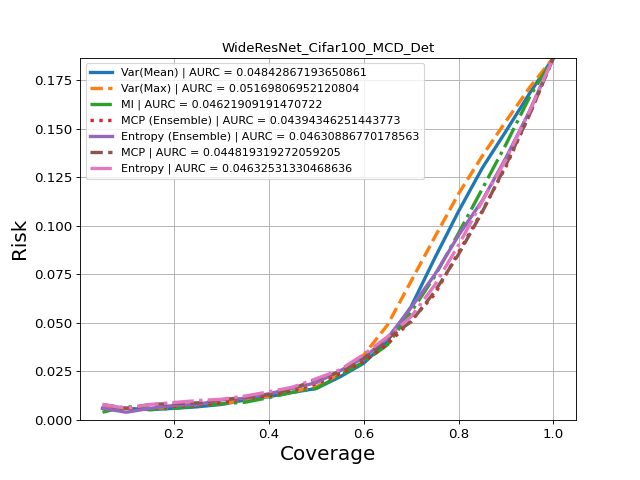 WideResNet_Cifar100_MCD_Det
Var(Mean) | AURC = 0.04842867193650861
Var(Max) | AURC = 0.05169806952120804
MI | AURC = 0.04621909191470722
MCP (Ensemble) | AURC = 0.04394346251443773
Entropy (Ensemble) | AURC = 0.04630886770178563
MCP | AURC = 0.044819319272059205
Entropy | AURC = 0.04632531330468636
0.175
0.150
0.125
0.100
0.075
0.050
0.025
0.000
Risk
0.2 0.4 0.6 0.8 1.0
Coverage